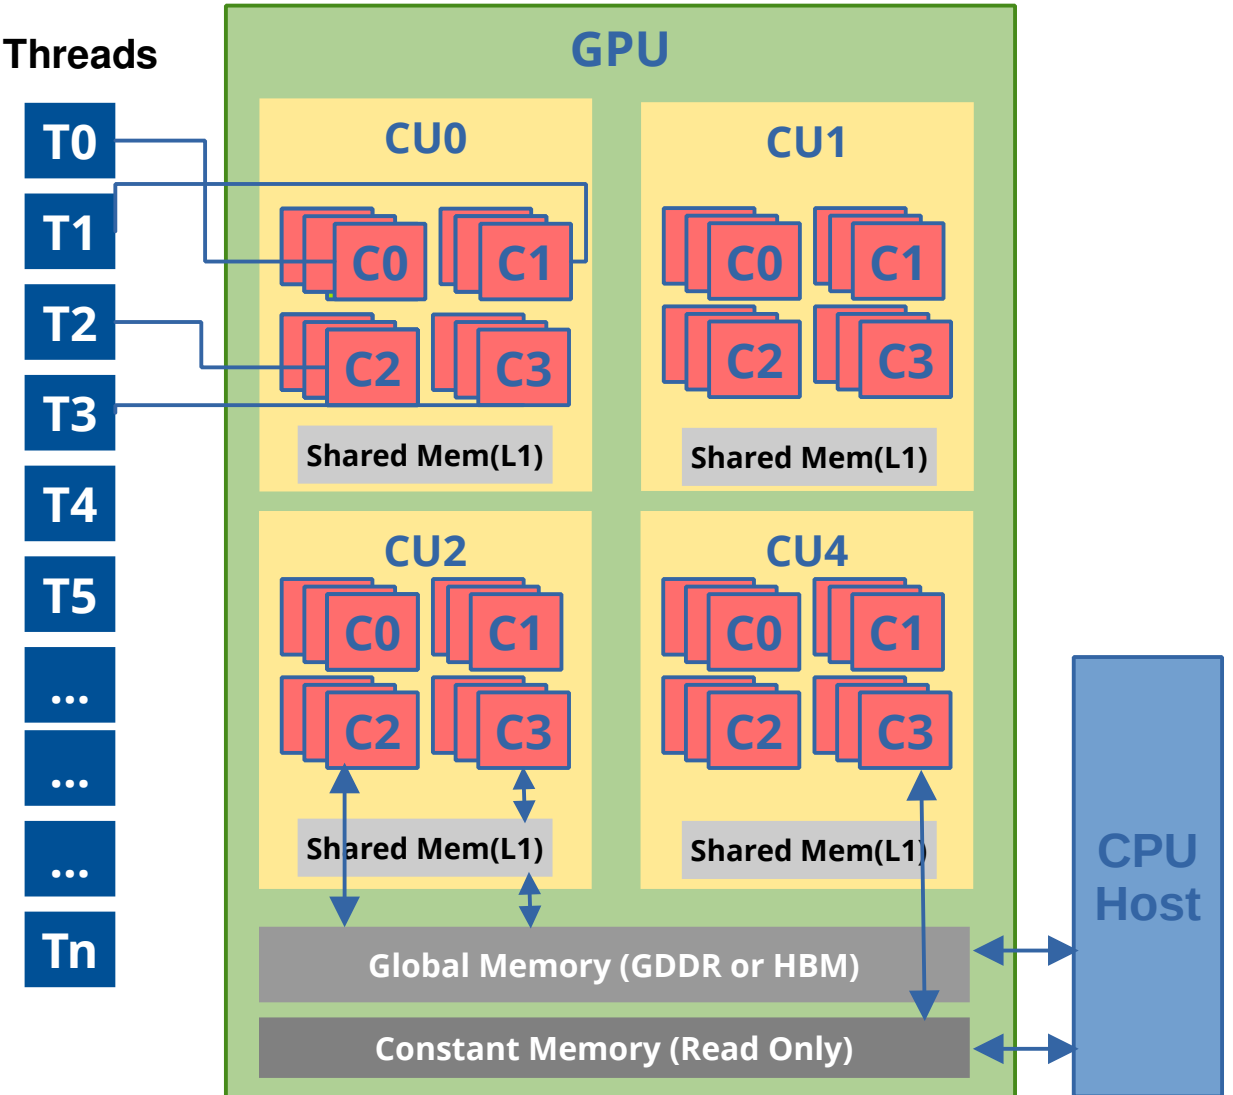 GPU
Threads
T0
T1
T2
T3
T4
T5
...
...
...
Tn
CU0
C0
C1
C2
C3
Shared Mem(L1)
CU1
C0
C1
C2
C3
Shared Mem(L1)
CU2
C0
C1
C2
C3
Shared Mem(L1)
CU4
C0
C1
C2
C3
Shared Mem(L1)
Global Memory (GDDR or HBM)
Constant Memory (Read Only)
CPU
Host